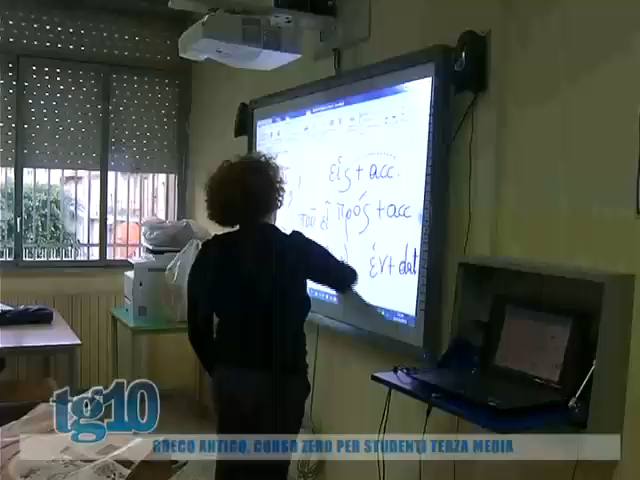 εἰς + acc.
πρός + acc
ἐν + dat
tg10
GRECO ANTICO, CORSO ZERO PER STUDENTI TERZA MEDIA